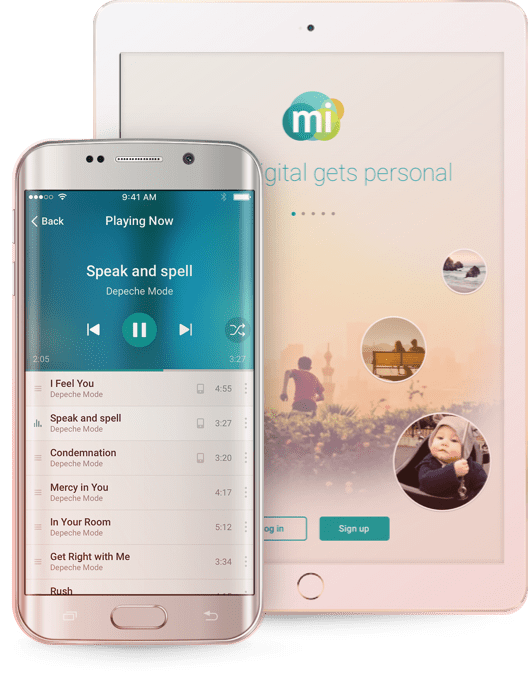 mi
igital gets personal
9:41 AM
Back
Playing Now
Speak and spell
Depeche Mode
2:05
3:27
I Feel You
4:55
Depeche Mode
Speak and spell
3:27
Depeche Mode
Condemnation
3:20
Depeche Mode
Mercy in You
4:17
Depeche Mode
In Your Room
5:12
Depeche Mode
Get Right with Me
3:34
Depeche Mode
Rush
og in
Sign up